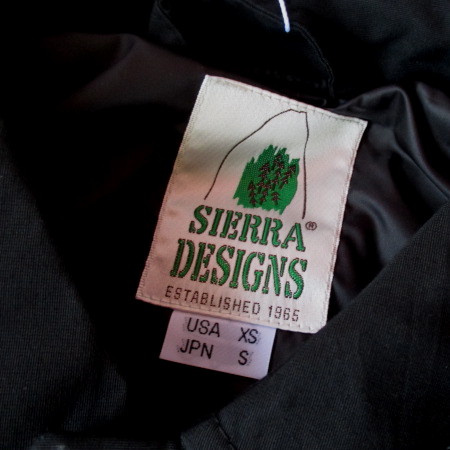 SIERRA®
DESIGNS
ESTABLISHED 1965
USA XS
JPN S